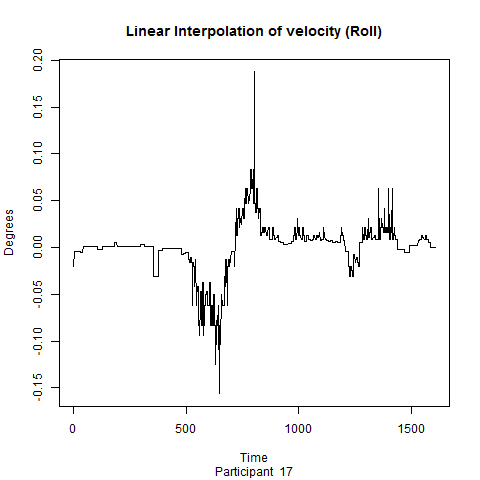 Linear Interpolation of velocity (Roll)
0.20
0.15
0.10
0.05
0.00
-0.05
-0.10
-0.15
Degrees
0 500 1000 1500
Time
Participant 17